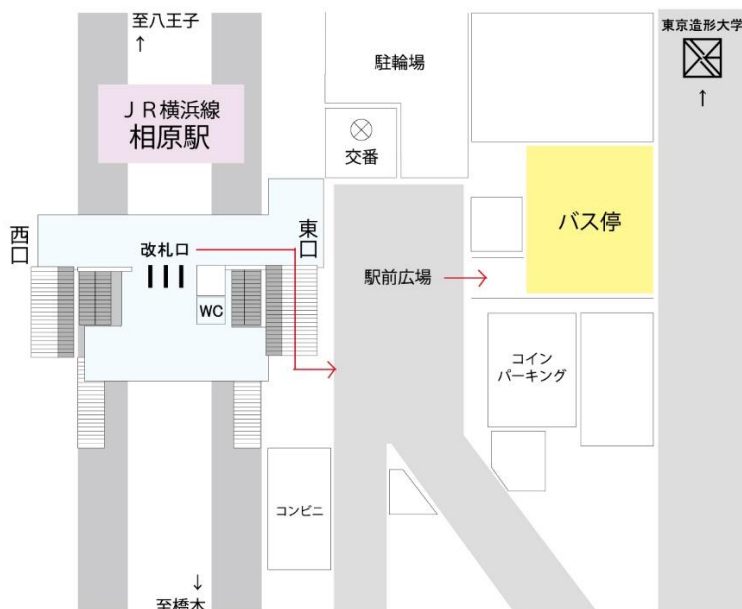 至八王子
↑
JR横浜線
相原駅
駐輪場
東京造形大学
↑
交番
西口
改札口
東口
バス停
駅前広場
WC
コイン
パーキング
コンビニ
↓
至橋本